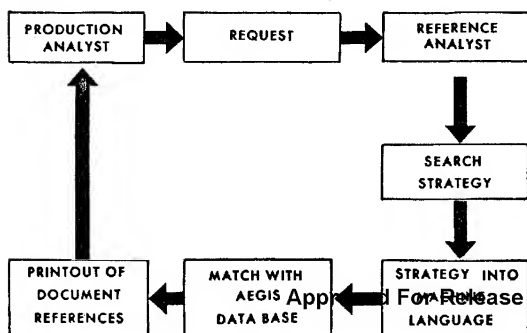 PRODUCTION
ANALYST
REQUEST
REFERENCE
ANALYST
SEARCH
STRATEGY
STRATEGY INTO
LANGUAGE
MATCH WITH
AEGIS
DATA BASE
PRINTOUT OF
DOCUMENT
REFERENCES
For Release